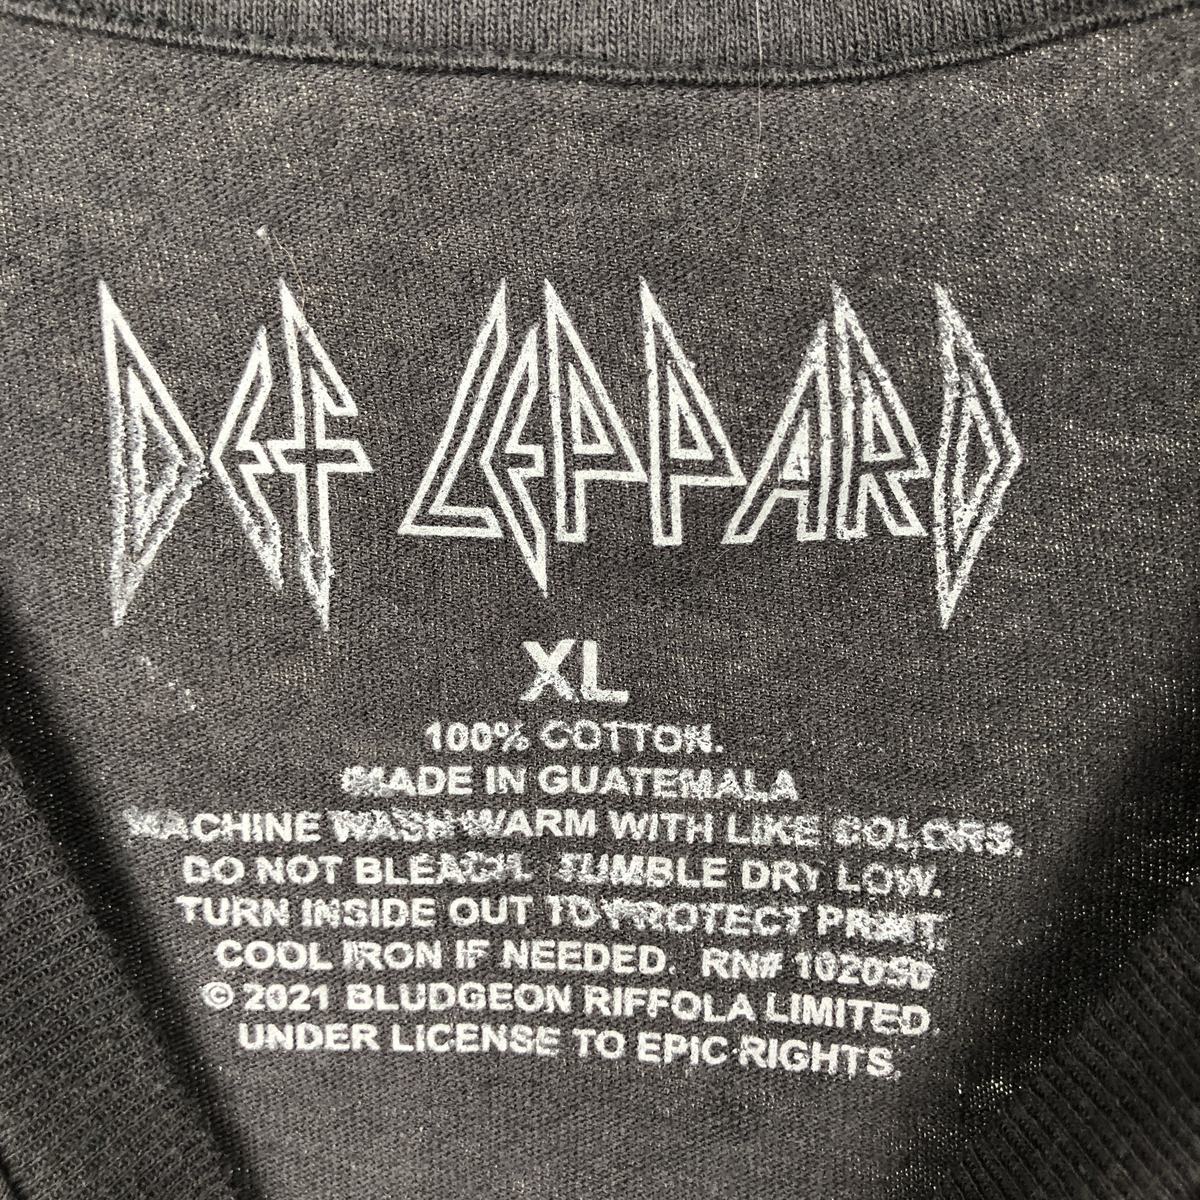 DEF LEPPARD
XL
100% COTTON.
MADE IN GUATEMALA
MACHINE WASH WARM WITH LIKE COLORS.
DO NOT BLEACH. TUMBLE DRY LOW.
TURN INSIDE OUT TO PROTECT PRINT.
COOL IRON IF NEEDED. RN#
© 2021 BLUDGEON RIFFOLA LIMITED.
UNDER LICENSE TO EPIC RIGHTS.